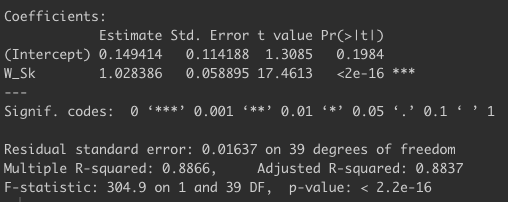 Coefficients:
Estimate Std. Error t value Pr(>|t|)
(Intercept) 0.149414 0.114188 1.3085 0.1984
W_Sk 1.028386 0.058895 17.4613 <2e-16 ***
---
Signif. codes: 0 ‘***’ 0.001 ‘**’ 0.01 ‘*’ 0.05 ‘.’ 0.1 ‘ ’ 1
Residual standard error: 0.01637 on 39 degrees of freedom
Multiple R-squared: 0.8866, Adjusted R-squared: 0.8837
F-statistic: 304.9 on 1 and 39 DF, p-value: < 2.2e-16